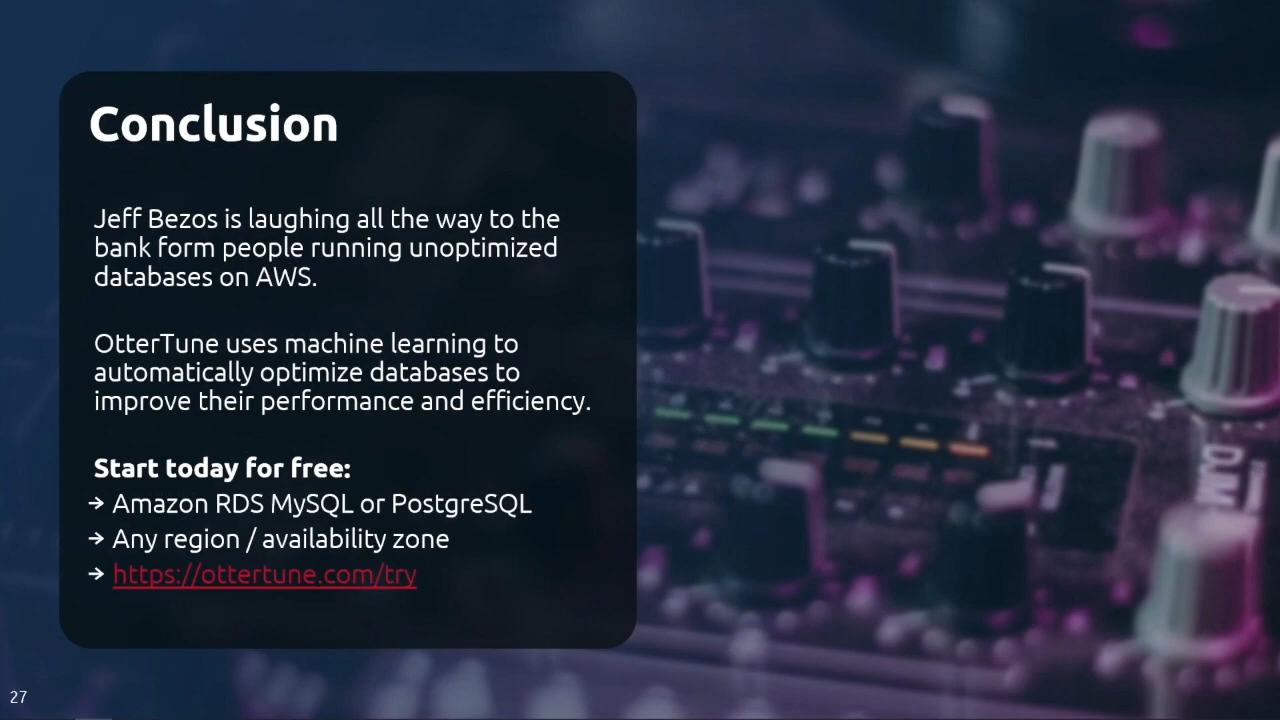 Conclusion
Jeff Bezos is laughing all the way to the
bank form people running unoptimized
databases on AWS.
OtterTune uses machine learning to
automatically optimize databases to
improve their performance and efficiency.
Start today for free:
→ Amazon RDS MySQL or PostgreSQL
→ Any region / availability zone
→ https://ottertune.com/try
DJM
27